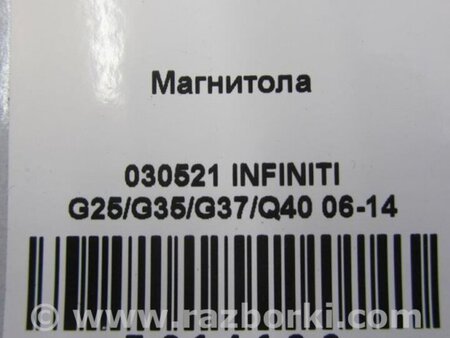 Магнитола
030521 INFINITI
G25/G35/G37/Q40 06-14
© www.razborki.com